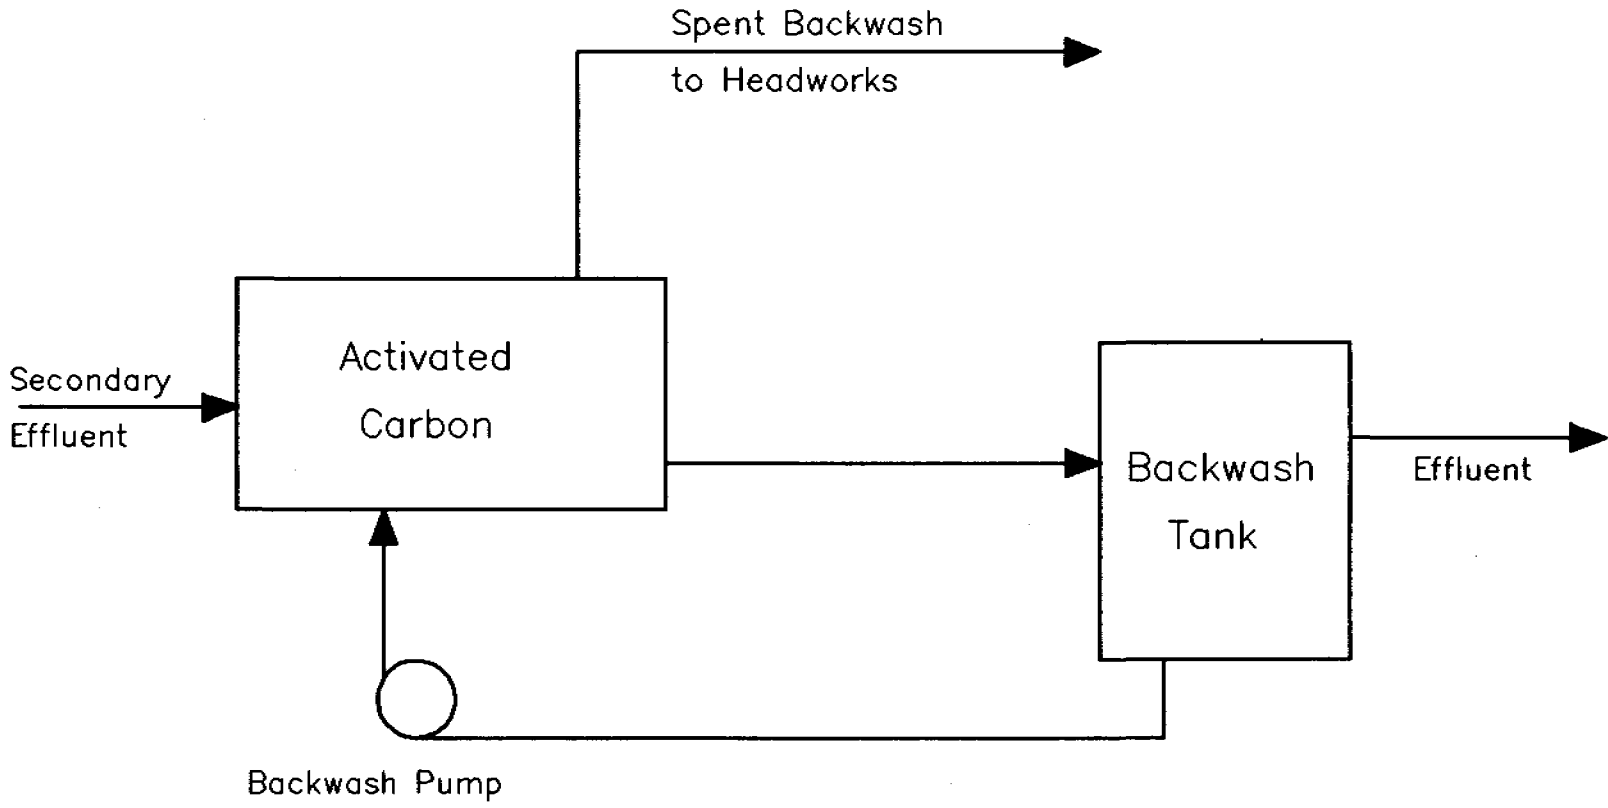 Spent Backwash
to Headworks
Activated
Carbon
Secondary
Effluent
Backwash
Tank
Effluent
Backwash Pump